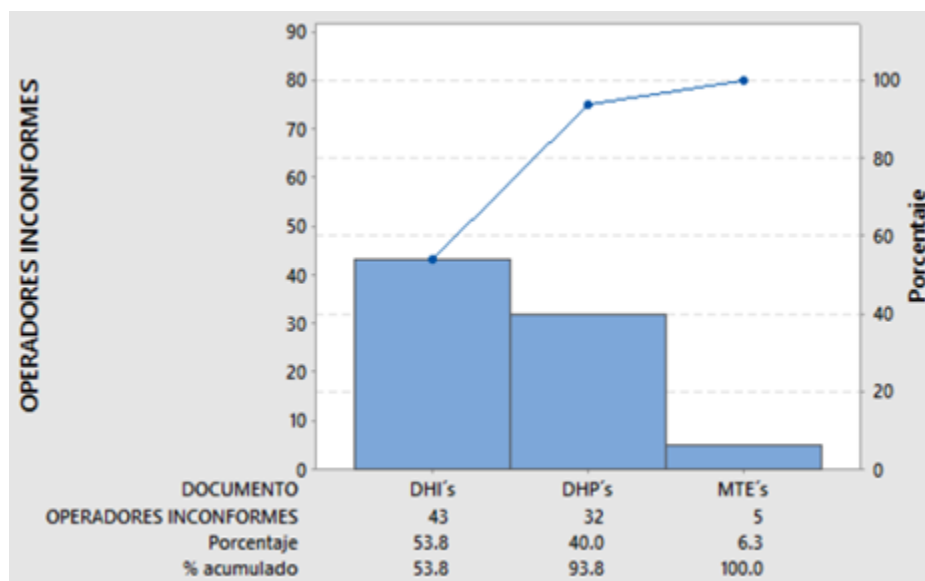 OPERADORES INCONFORMES
90
80
70
60
50
40
30
20
10
0
100
80
60
40
20
0
Porcentaje
DOCUMENTO DHI´s DHP´s MTE´s
OPERADORES INCONFORMES 43 32 5
Porcentaje 53.8 40.0 6.3
% acumulado 53.8 93.8 100.0